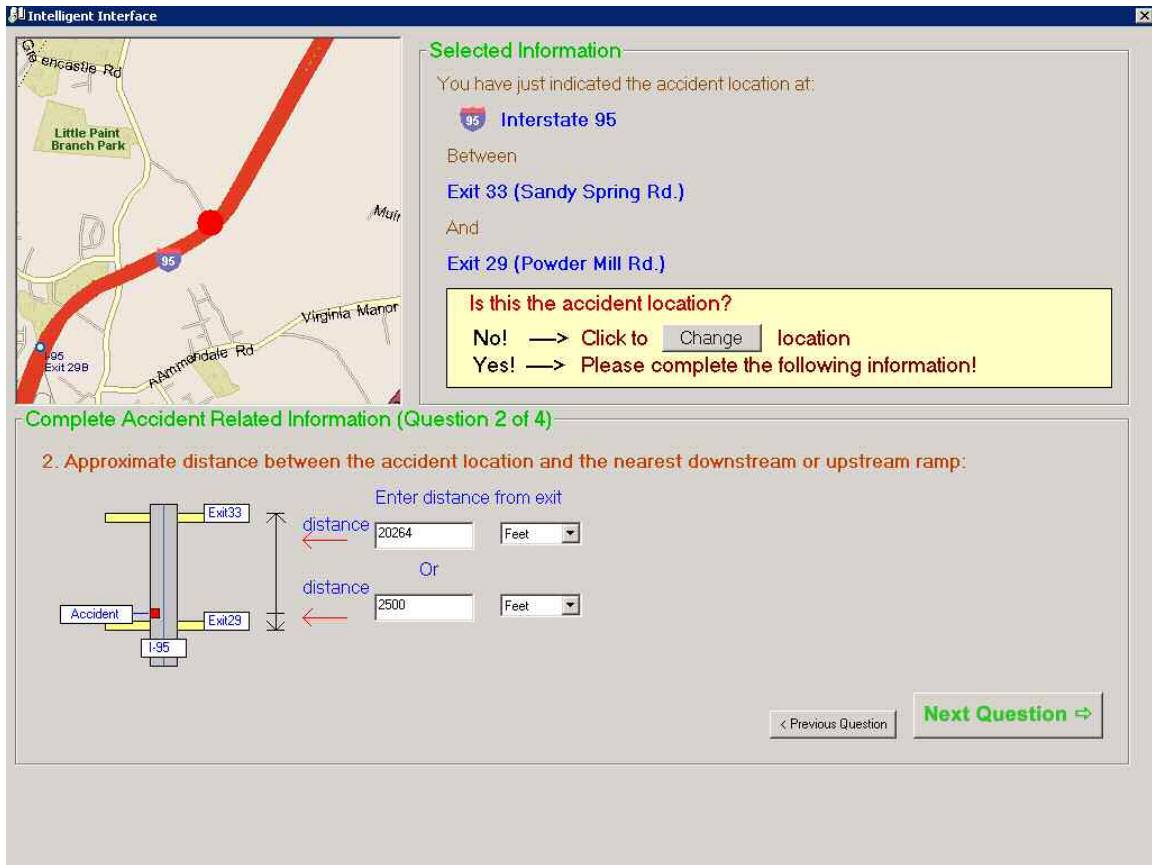 Intelligent Interface
Greencastle Rd
Little Paint
Branch Park
95
I-95
Exit 29B
Ammendale Rd
Virginia Manor
Muir
Selected Information
You have just indicated the accident location at:
95 Interstate 95
Between
Exit 33 (Sandy Spring Rd.)
And
Exit 29 (Powder Mill Rd.)
Is this the accident location?
No! ---> Click to Change location
Yes! ---> Please complete the following information!
Complete Accident Related Information (Question 2 of 4)
2. Approximate distance between the accident location and the nearest downstream or upstream ramp:
Enter distance from exit
Exit33
distance 20264 Feet
Or
distance 2500 Feet
Accident
Exit29
I-95
< Previous Question
Next Question ⇨